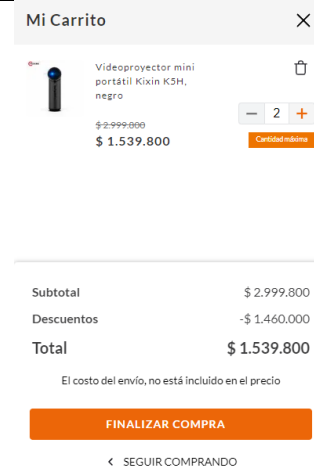 Mi Carrito
Videoproyector mini
portátil Kixin K5H,
negro
$ 2.999.800
$ 1.539.800
2
Cantidad máxima
Subtotal
$ 2.999.800
Descuentos
-$ 1.460.000
Total
$ 1.539.800
El costo del envío, no está incluido en el precio
FINALIZAR COMPRA
SEGUIR COMPRANDO